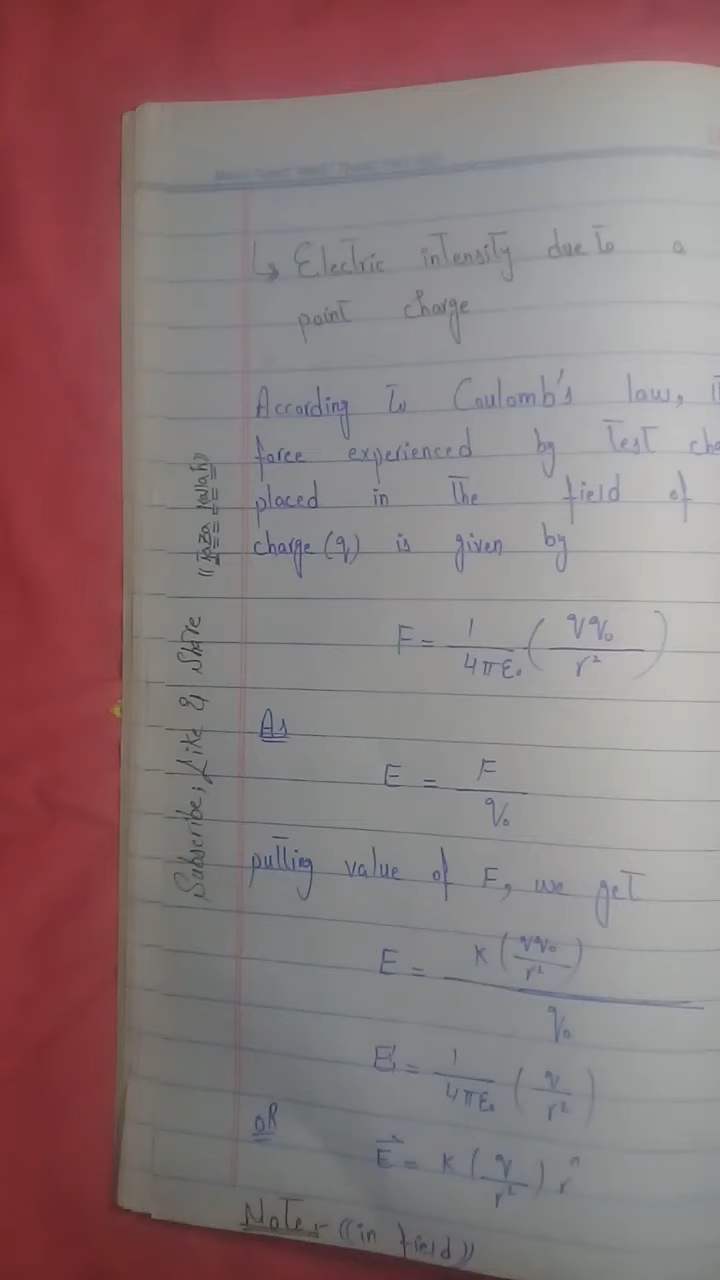 ↳ Electric intensity due to a
point charge
According to Coulomb's law,
force experienced by test
placed in the field of
charge (q) is given by
F = 1/4πε₀ (qq₀/r²)
As
E = F/q₀
putting value of F, we get
E = K(qq₀/r²)/q₀
E = 1/4πε₀ (q/r²)
OR
E⃗ = K(q/r²) r̂
Note:- ((in field))
Subscribe, Like & Share